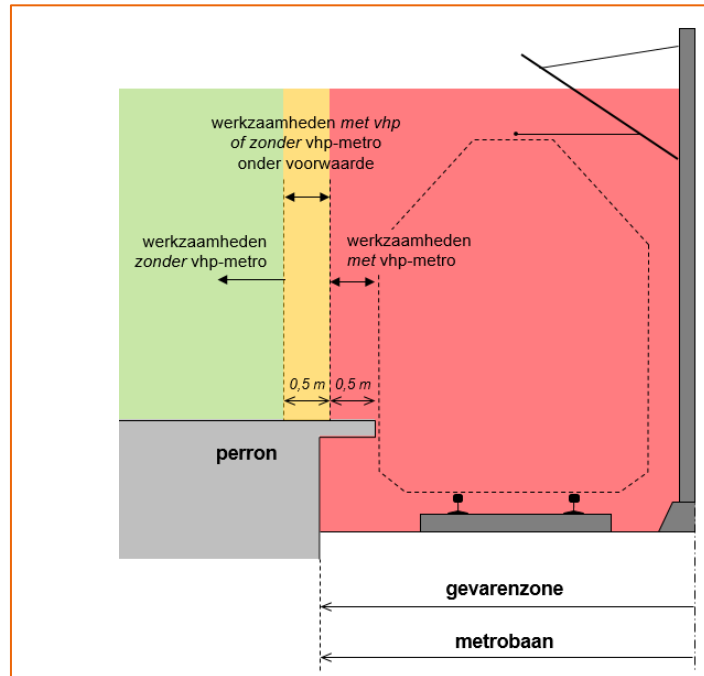 werkzaamheden met vhp
of zonder vhp-metro
onder voorwaarde
werkzaamheden
zonder vhp-metro
werkzaamheden
met vhp-metro
0,5 m
0,5 m
perron
gevarenzone
metrobaan